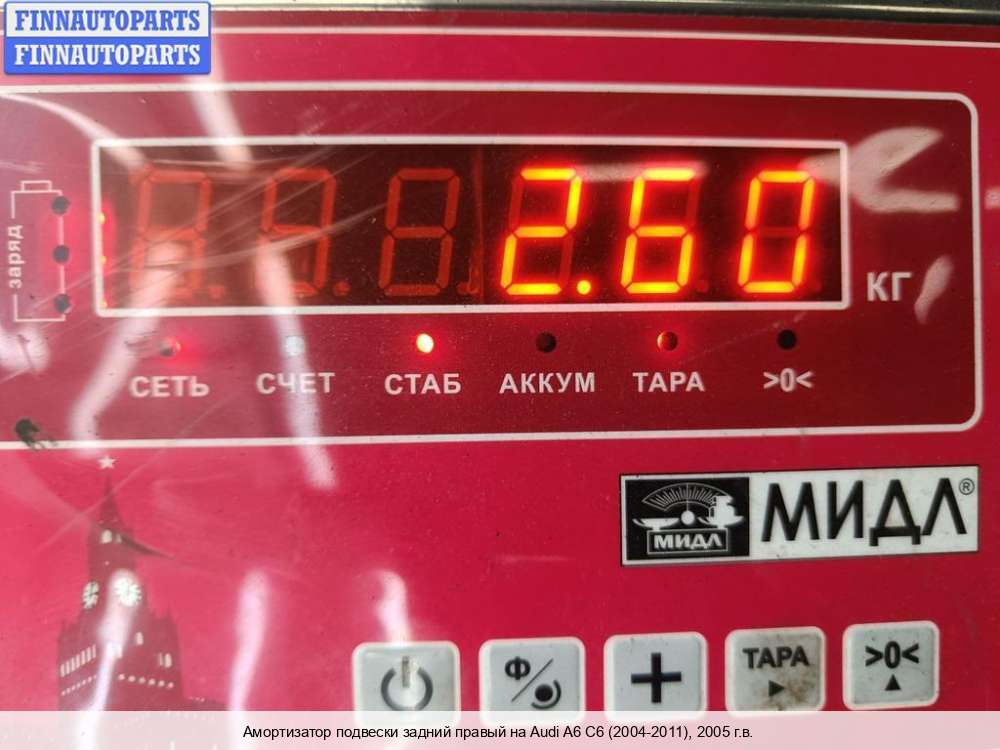 FINNAUTOPARTS
FINNAUTOPARTS
заряд
2.60
КГ
СЕТЬ СЧЕТ СТАБ АККУМ ТАРА >0<
МИДЛ МИДЛ®
Ф ТАРА >0<
Амортизатор подвески задний правый на Audi A6 C6 (2004-2011), 2005 г.в.